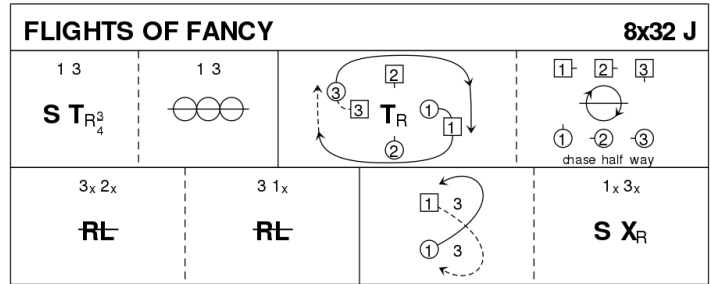 FLIGHTS OF FANCY 8x32 J
1 3
S TR¾
1 3
2
3
3
TR
1
1
2
1 2 3
1 2 3
chase half way
3x 2x
RL
3 1x
RL
1 3
1 3
1x 3x
S XR